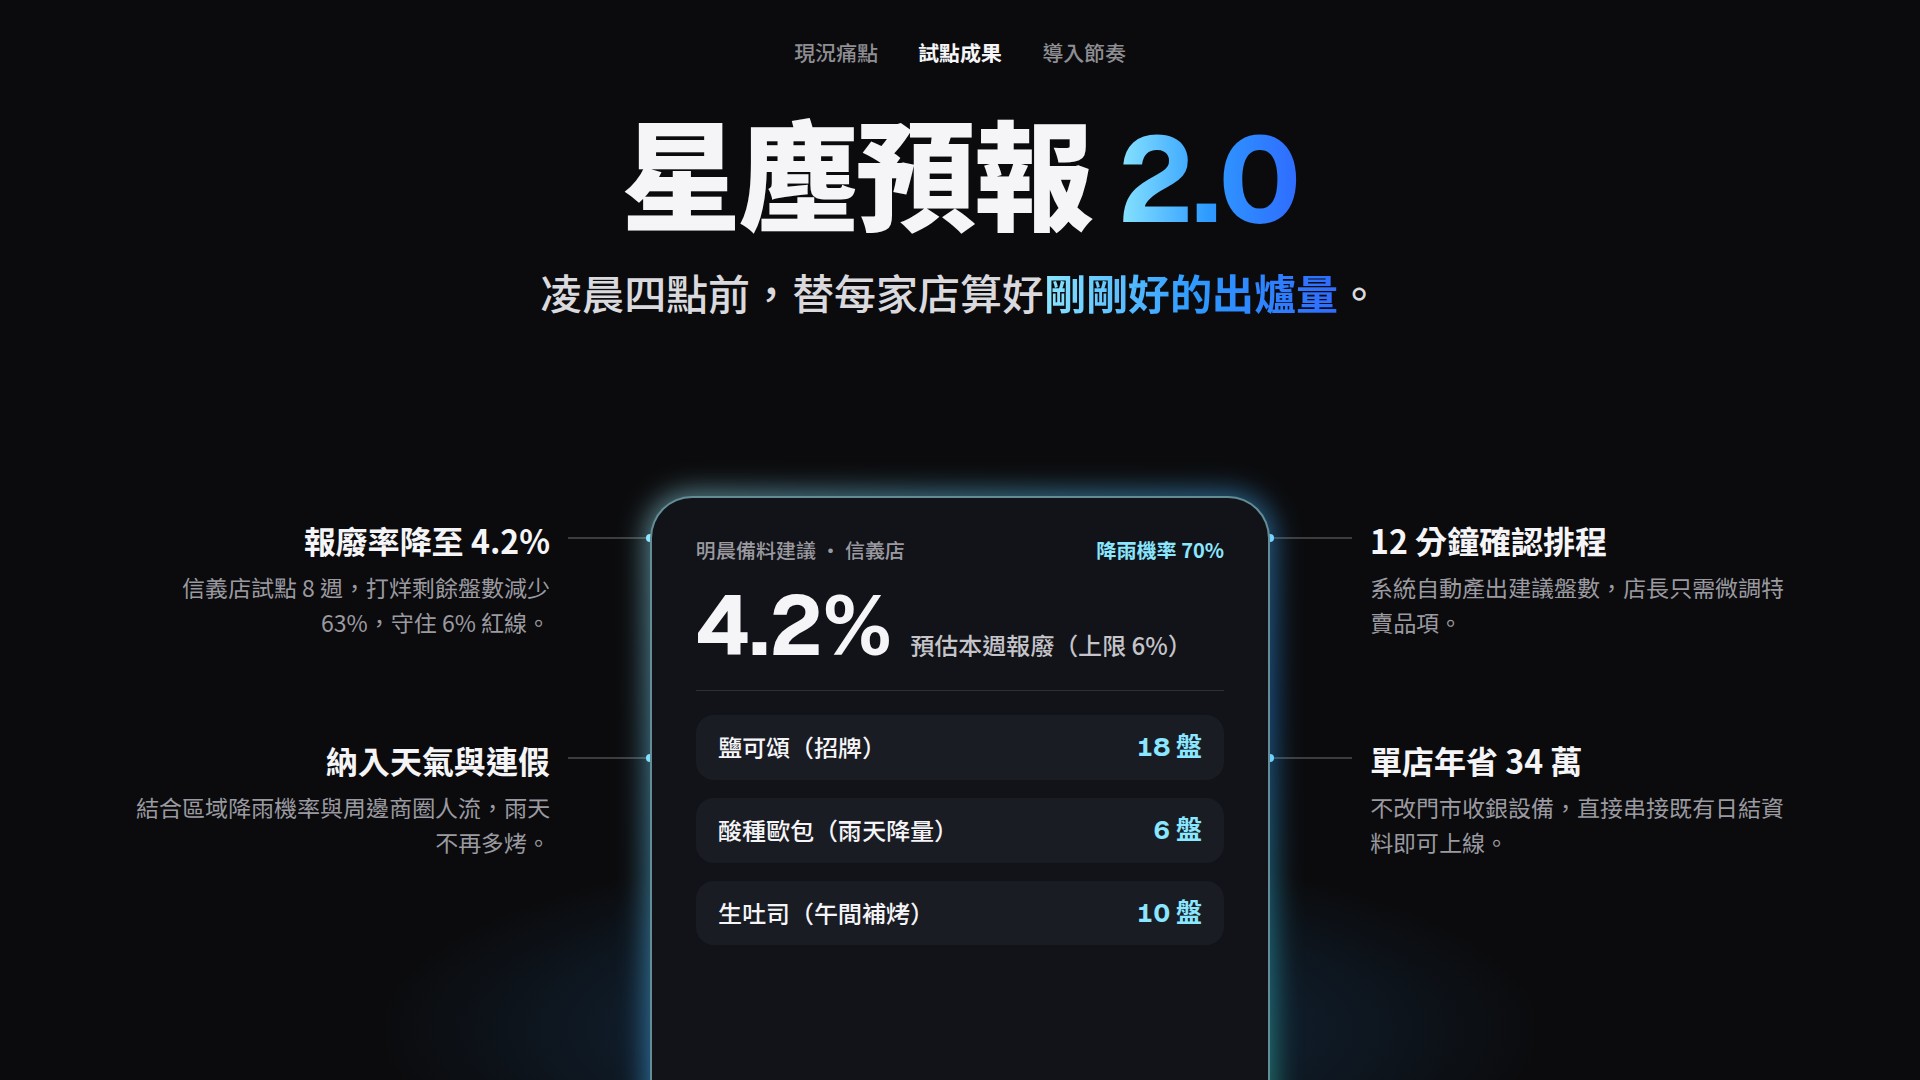 現況痛點 試點成果 導入節奏
星塵預報 2.0
凌晨四點前，替每家店算好剛剛好的出爐量。
報廢率降至 4.2%
信義店試點 8 週，打烊剩餘盤數減少
63%，守住 6% 紅線。
納入天氣與連假
結合區域降雨機率與周邊商圈人流，雨天
不再多烤。
明晨備料建議・信義店 降雨機率 70%
4.2% 預估本週報廢（上限 6%）
鹽可頌（招牌） 18 盤
酸種歐包（雨天降量） 6 盤
生吐司（午間補烤） 10 盤
12 分鐘確認排程
系統自動產出建議盤數，店長只需微調特
賣品項。
單店年省 34 萬
不改門市收銀設備，直接串接既有日結資
料即可上線。